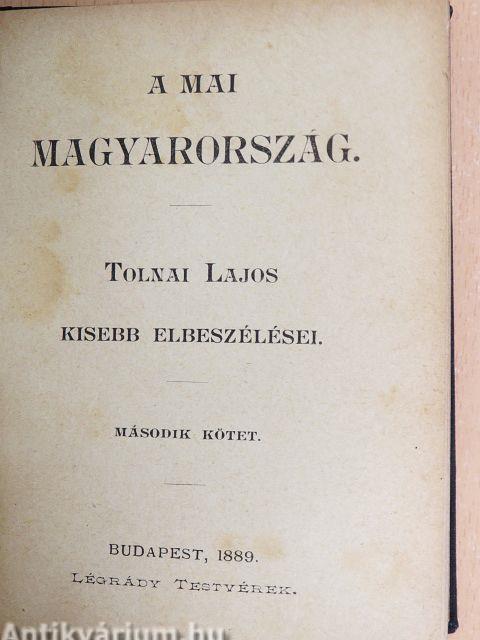 A MAI
MAGYARORSZÁG.
TOLNAI LAJOS
KISEBB ELBESZÉLÉSEI.
MÁSODIK KÖTET.
BUDAPEST, 1889.
LÉGRÁDY TESTVÉREK.
Antikvárium.hu